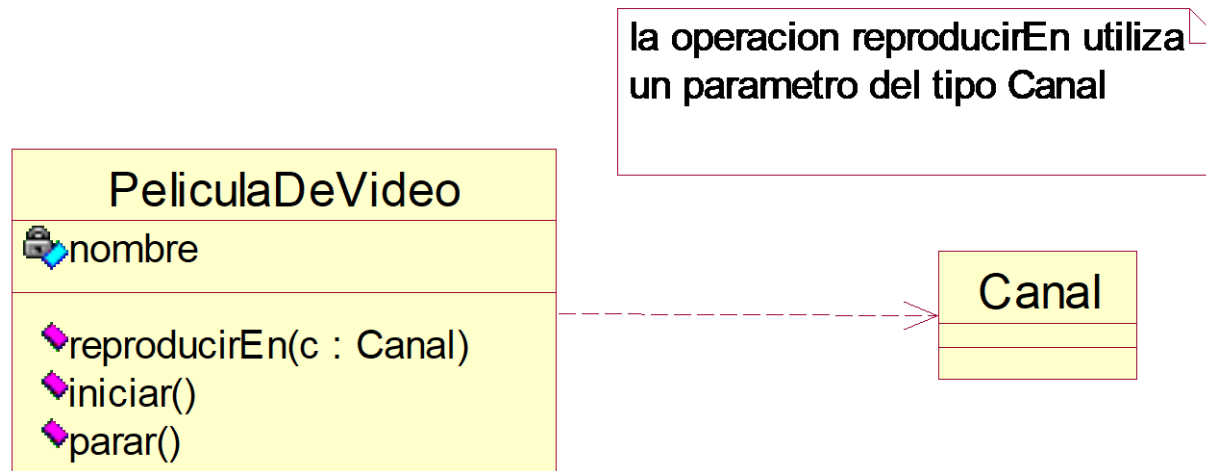 la operacion reproducirEn utiliza
un parametro del tipo Canal
PeliculaDeVideo
nombre
reproducirEn(c : Canal)
iniciar()
parar()
Canal